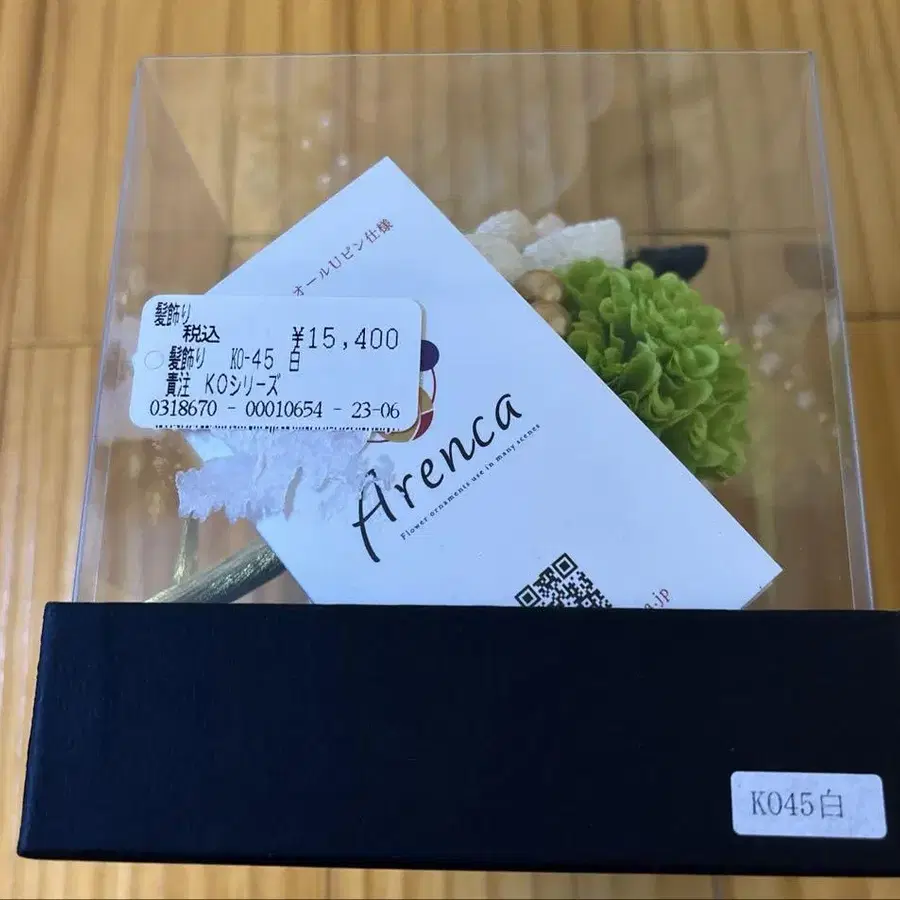 オールUピン仕様
髪飾り
税込 ¥15,400
髪飾り KO-45 白
責注 KOシリーズ
0318670 - 00010654 - 23-06
Arenca
Flower ornaments use in many scenes
a.jp
KO45白